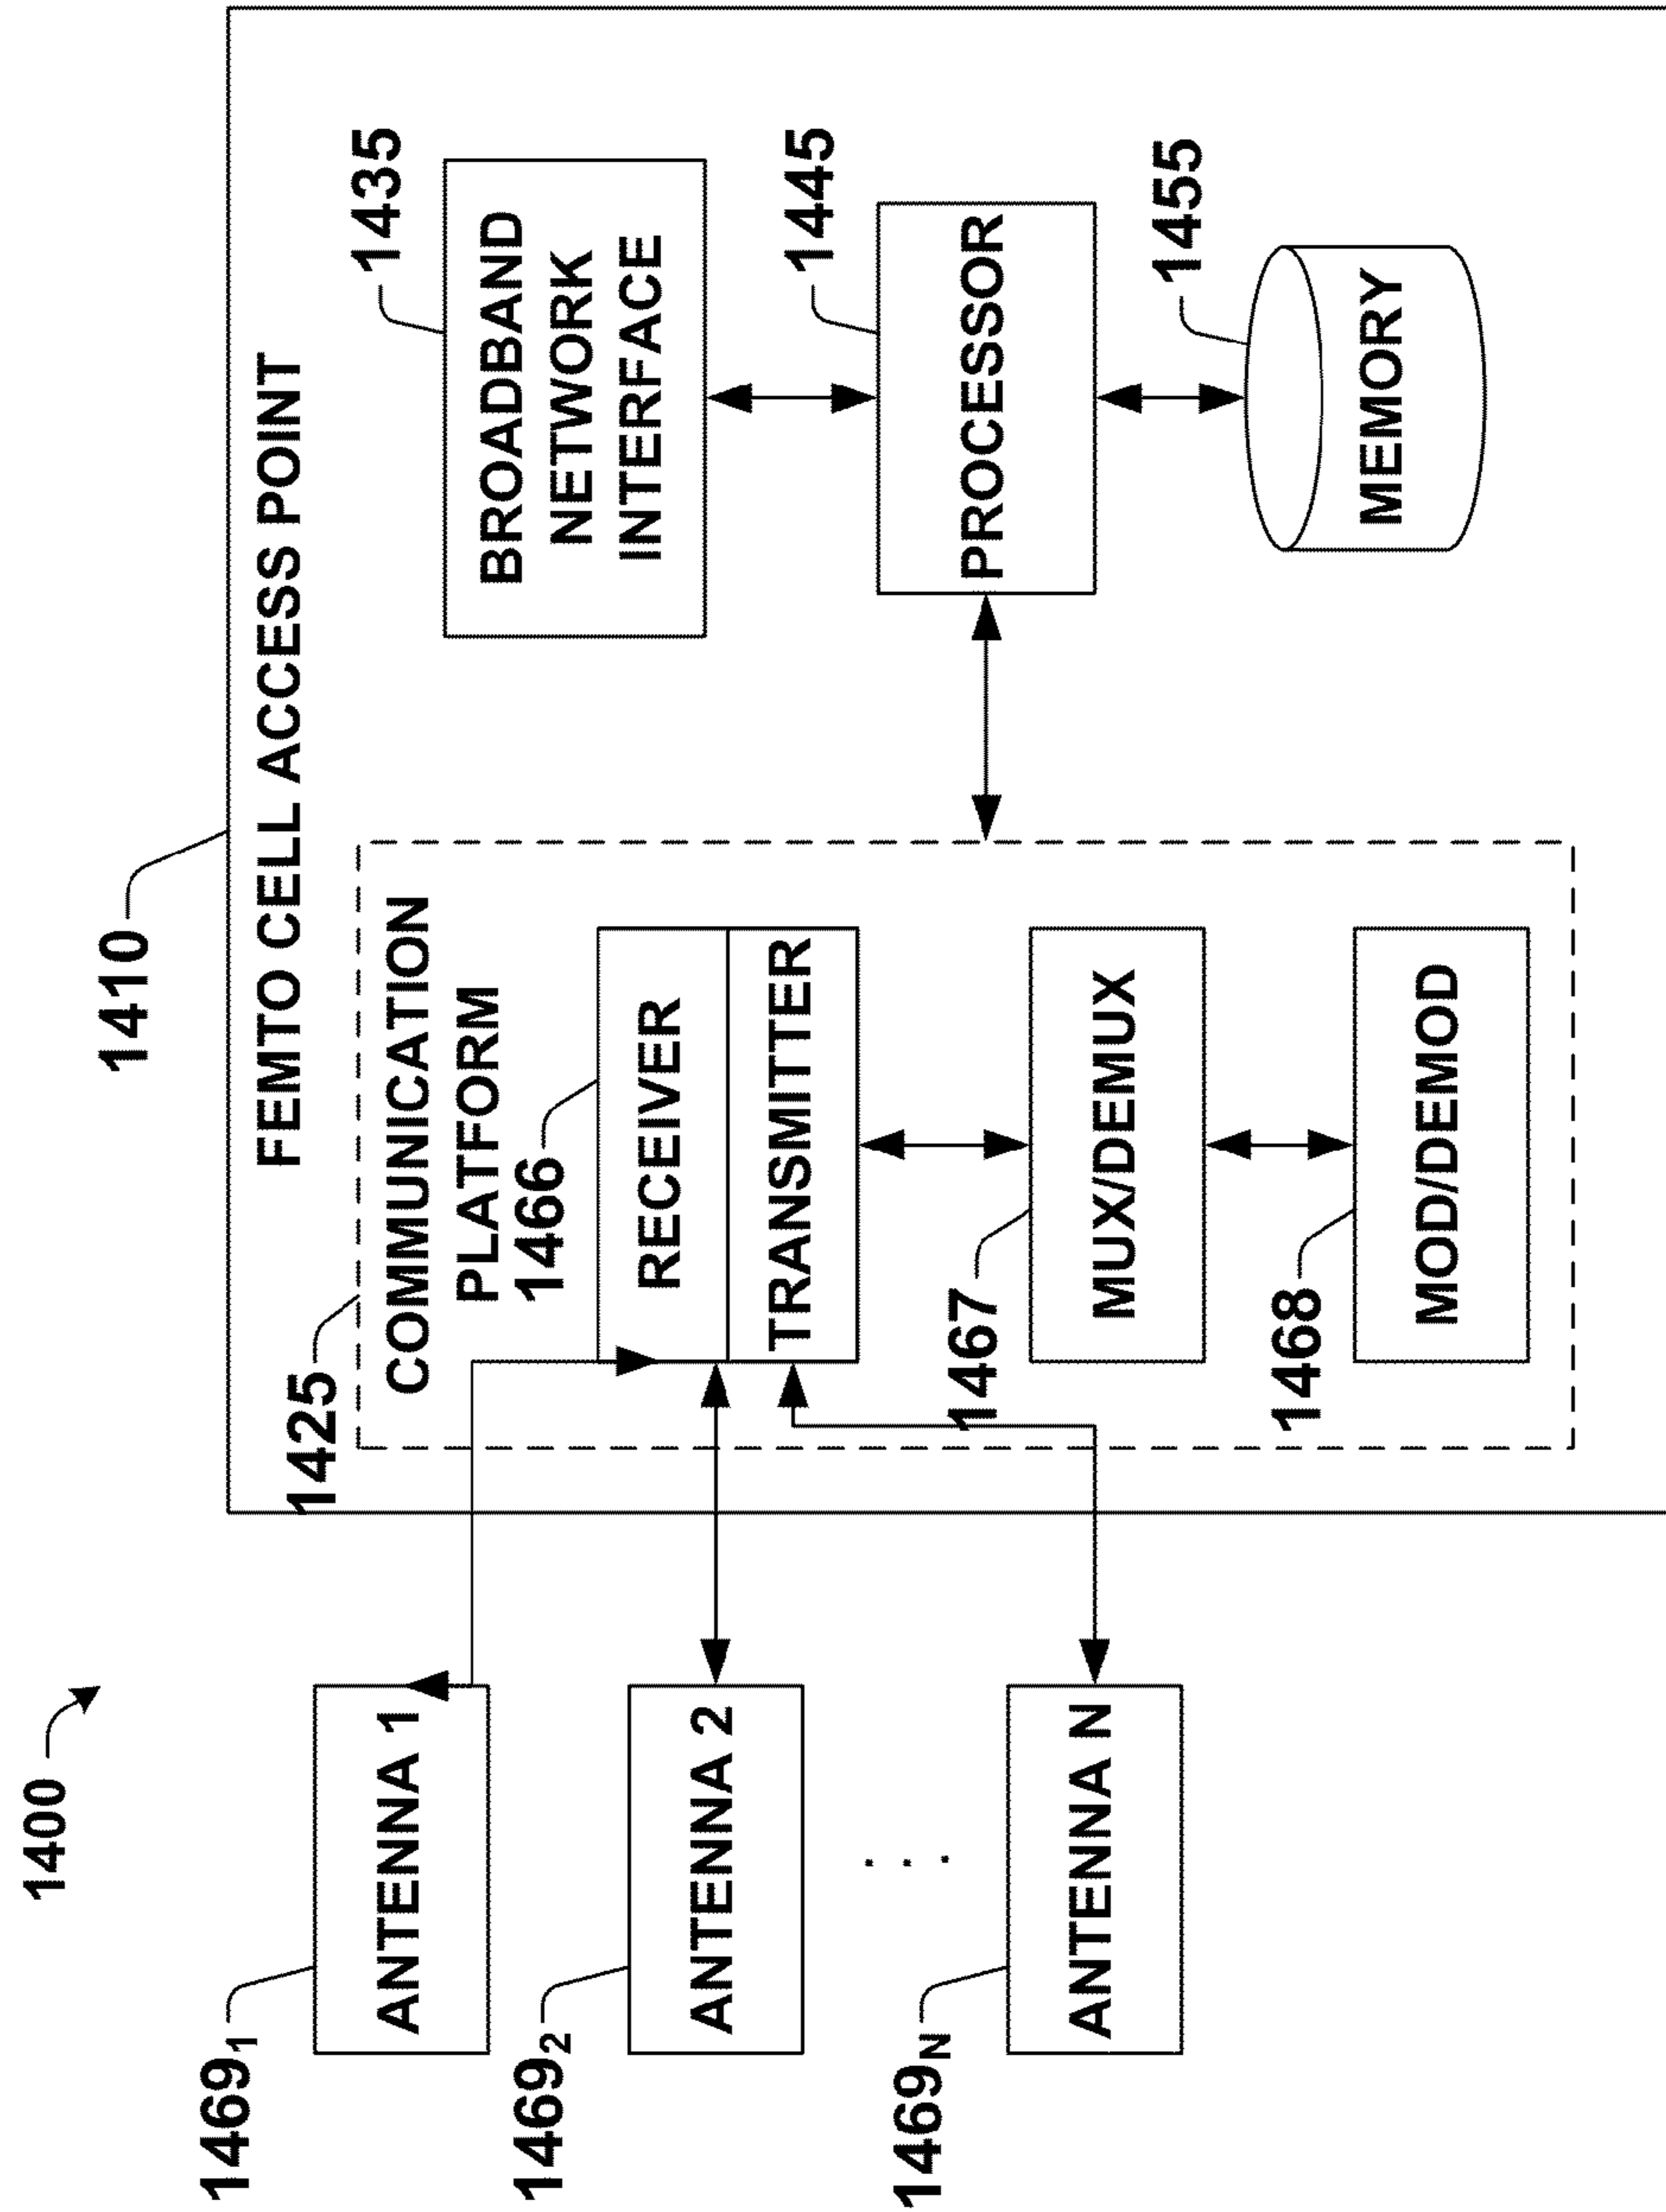 1400
1410
FEMTO CELL ACCESS POINT
1425
COMMUNICATION
PLATFORM
1466
RECEIVER
TRANSMITTER
1467
MUX/DEMUX
1468
MOD/DEMOD
1435
BROADBAND
NETWORK
INTERFACE
1445
PROCESSOR
1455
MEMORY
1469₁
ANTENNA 1
1469₂
ANTENNA 2
. . .
1469N
ANTENNA N